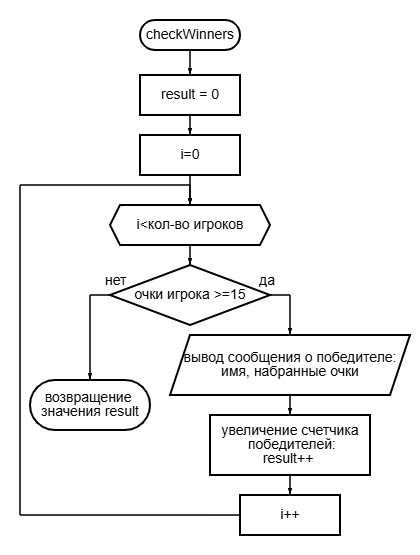 checkWinners
result = 0
i=0
i<кол-во игроков
нет
да
очки игрока >=15
вывод сообщения о победителе:
имя, набранные очки
возвращение
значения result
увеличение счетчика
победителей:
result++
i++